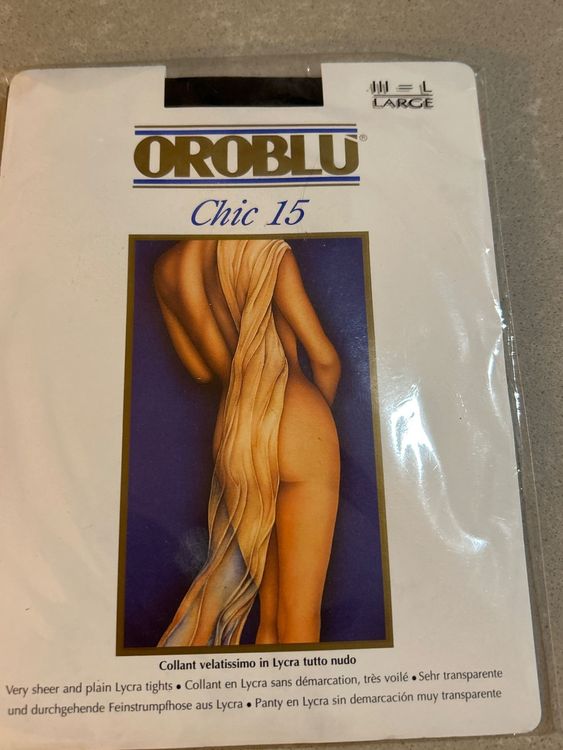 III = L
LARGE
OROBLÙ®
Chic 15
Collant velatissimo in Lycra tutto nudo
Very sheer and plain Lycra tights • Collant en Lycra sans démarcation, très voilé • Sehr transparente
und durchgehende Feinstrumpfhose aus Lycra • Panty en Lycra sin demarcación muy transparente